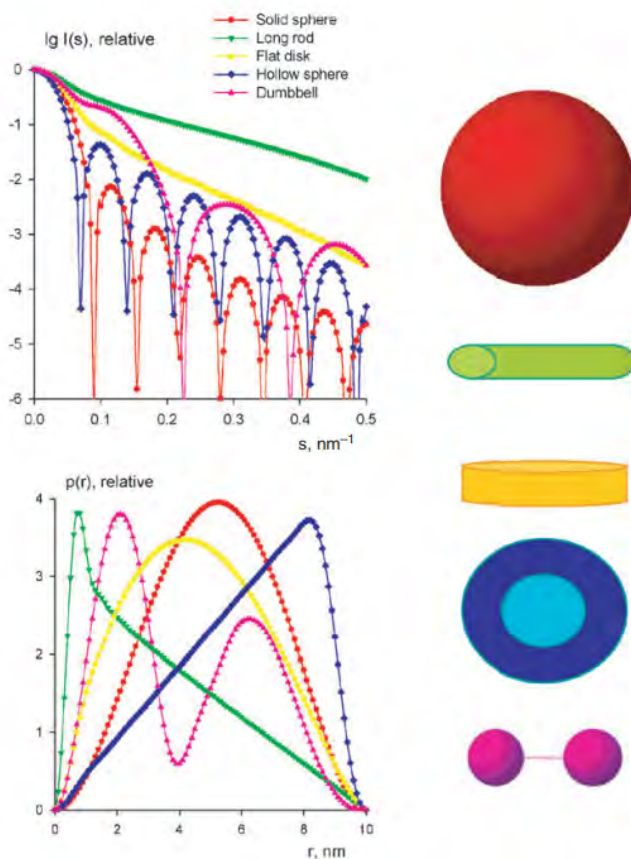 lg I(s), relative
Solid sphere
Long rod
Flat disk
Hollow sphere
Dumbbell
0
-1
-2
-3
-4
-5
-6
0.0 0.1 0.2 0.3 0.4 0.5
s, nm⁻¹
p(r), relative
4
3
2
1
0
0 2 4 6 8 10
r, nm